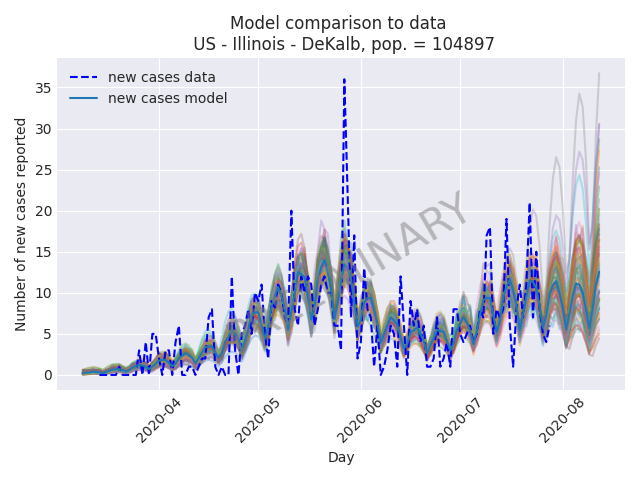 Model comparison to data
US - Illinois - DeKalb, pop. = 104897
new cases data
new cases model
Number of new cases reported
35
30
25
20
15
10
5
0
2020-04
2020-05
2020-06
2020-07
2020-08
Day